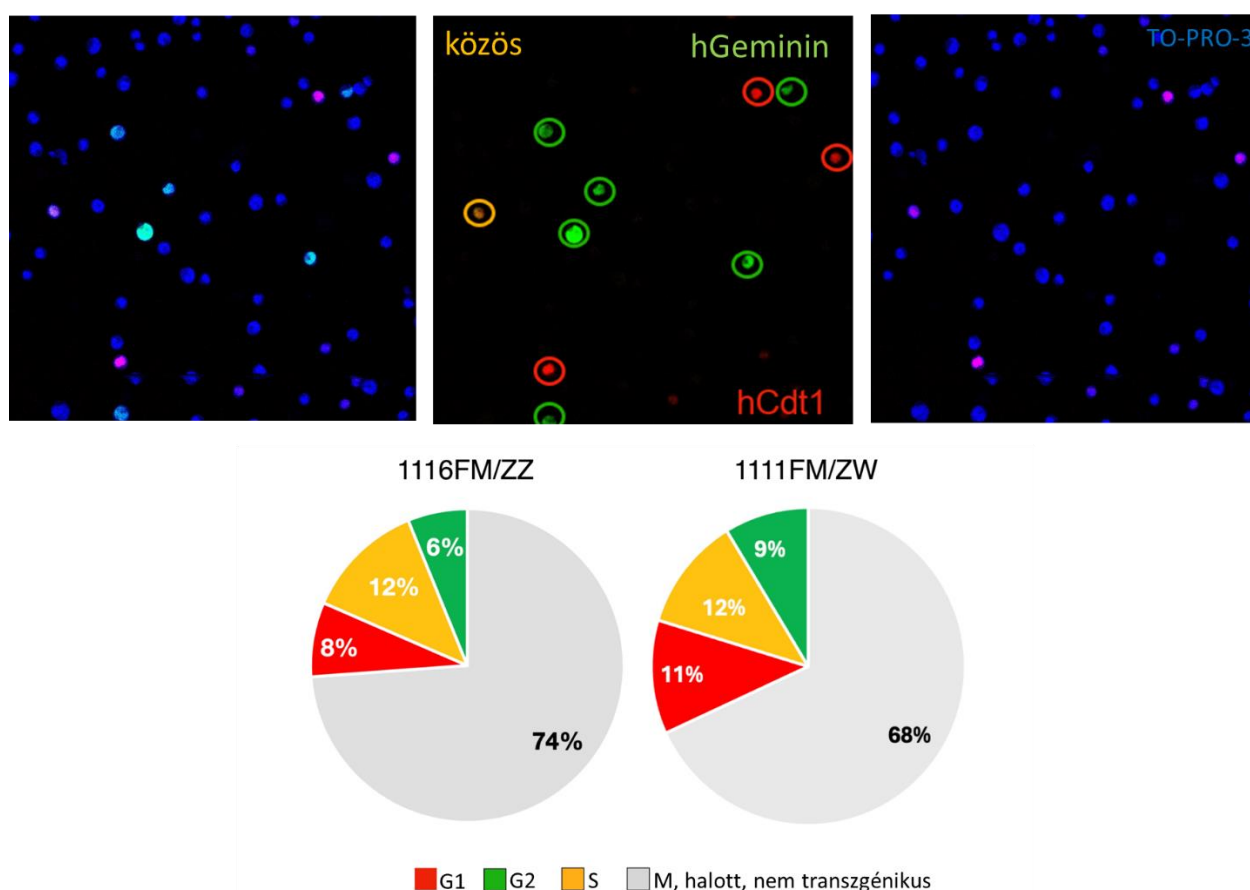 közös
hGeminin
TO-PRO-3
hCdt1
1116FM/ZZ
1111FM/ZW
6%
12%
8%
74%
9%
12%
11%
68%
G1 G2 S M, halott, nem transzgénikus